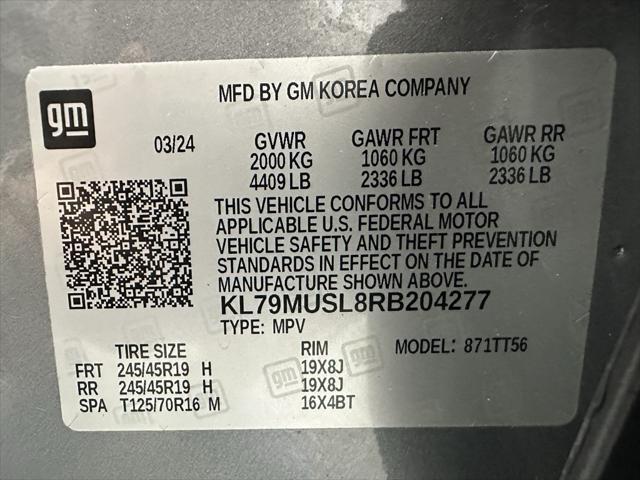 gm
MFD BY GM KOREA COMPANY
03/24 GVWR GAWR FRT GAWR RR
2000 KG 1060 KG 1060 KG
4409 LB 2336 LB 2336 LB
THIS VEHICLE CONFORMS TO ALL
APPLICABLE U.S. FEDERAL MOTOR
VEHICLE SAFETY AND THEFT PREVENTION
STANDARDS IN EFFECT ON THE DATE OF
MANUFACTURE SHOWN ABOVE.
KL79MUSL8RB204277
TYPE: MPV
TIRE SIZE RIM MODEL: 871TT56
FRT 245/45R19 H 19X8J
RR 245/45R19 H 19X8J
SPA T125/70R16 M 16X4BT